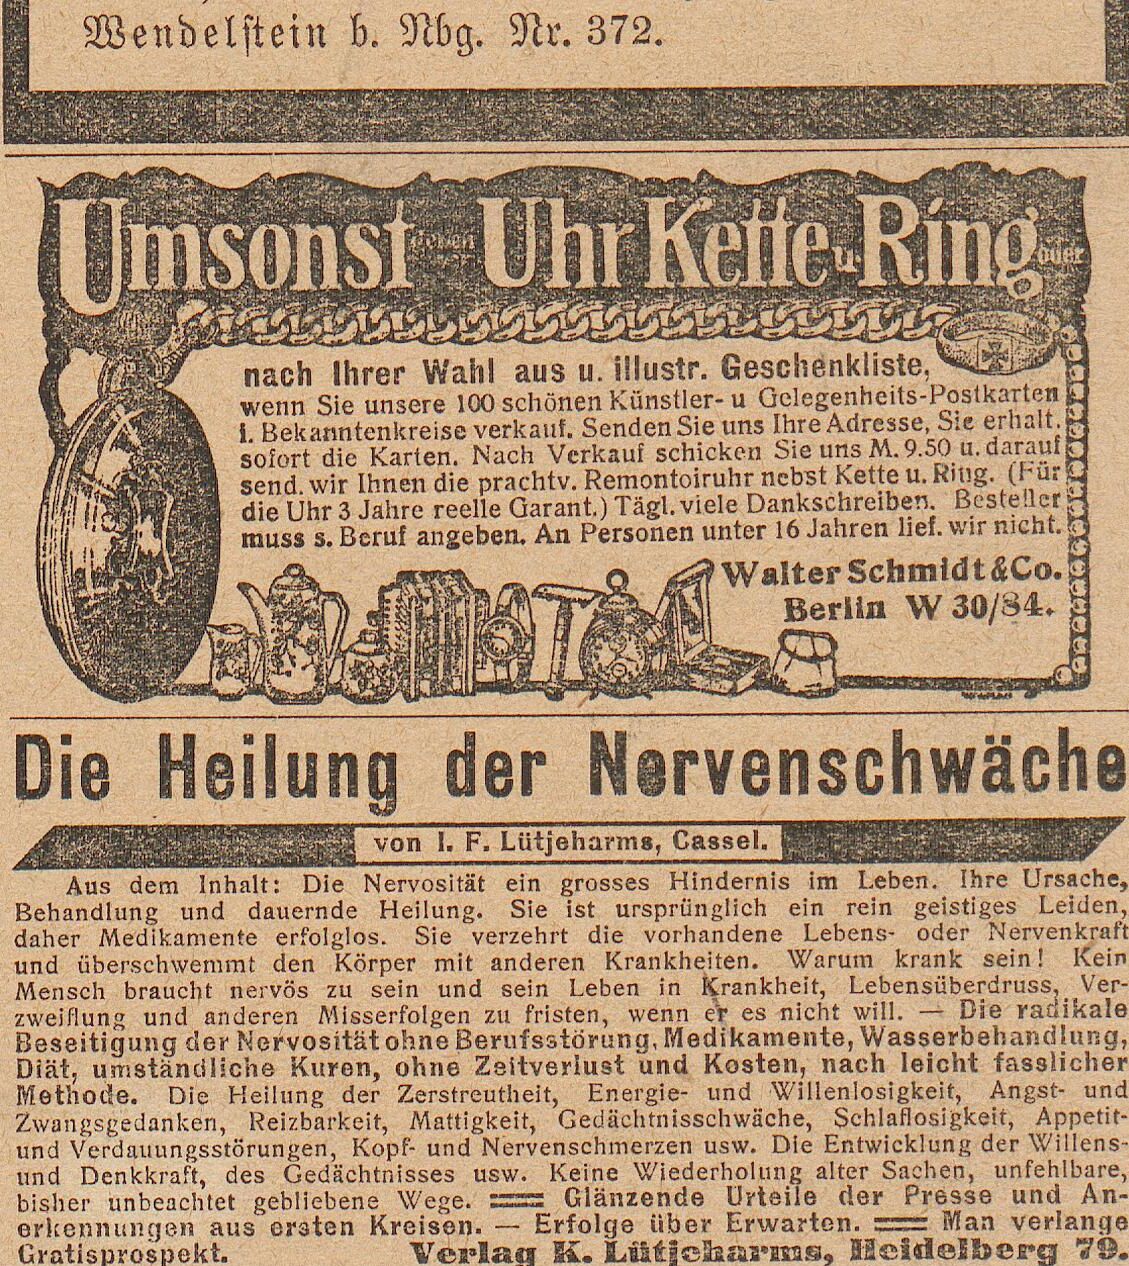 Wendelstein b. Nbg. Nr. 372.
Umsonst Uhr Kette u. Ring oder
nach Ihrer Wahl aus u. illustr. Geschenkliste,
wenn Sie unsere 100 schönen Künstler- u Gelegenheits-Postkarten
i. Bekanntenkreise verkauf. Senden Sie uns Ihre Adresse, Sie erhalt.
sofort die Karten. Nach Verkauf schicken Sie uns M. 9.50 u. darauf
send. wir Ihnen die prachtv. Remontoiruhr nebst Kette u. Ring. (Für
die Uhr 3 Jahre reelle Garant.) Tägl. viele Dankschreiben. Besteller
muss s. Beruf angeben. An Personen unter 16 Jahren lief. wir nicht.
Walter Schmidt & Co.
Berlin W 30/84.
Die Heilung der Nervenschwäche
von I. F. Lütjeharms, Cassel.
Aus dem Inhalt: Die Nervosität ein grosses Hindernis im Leben. Ihre Ursache,
Behandlung und dauernde Heilung. Sie ist ursprünglich ein rein geistiges Leiden,
daher Medikamente erfolglos. Sie verzehrt die vorhandene Lebens- oder Nervenkraft
und überschwemmt den Körper mit anderen Krankheiten. Warum krank sein! Kein
Mensch braucht nervös zu sein und sein Leben in Krankheit, Lebensüberdruss, Ver-
zweiflung und anderen Misserfolgen zu fristen, wenn er es nicht will. — Die radikale
Beseitigung der Nervosität ohne Berufsstörung, Medikamente, Wasserbehandlung,
Diät, umständliche Kuren, ohne Zeitverlust und Kosten, nach leicht fasslicher
Methode. Die Heilung der Zerstreutheit, Energie- und Willenlosigkeit, Angst- und
Zwangsgedanken, Reizbarkeit, Mattigkeit, Gedächtnisschwäche, Schlaflosigkeit, Appetit-
und Verdauungsstörungen, Kopf- und Nervenschmerzen usw. Die Entwicklung der Willens-
und Denkkraft, des Gedächtnisses usw. Keine Wiederholung alter Sachen, unfehlbare,
bisher unbeachtet gebliebene Wege. == Glänzende Urteile der Presse und An-
erkennungen aus ersten Kreisen. — Erfolge über Erwarten. == Man verlange
Gratisprospekt. Verlag K. Lütjeharms, Heidelberg 79.